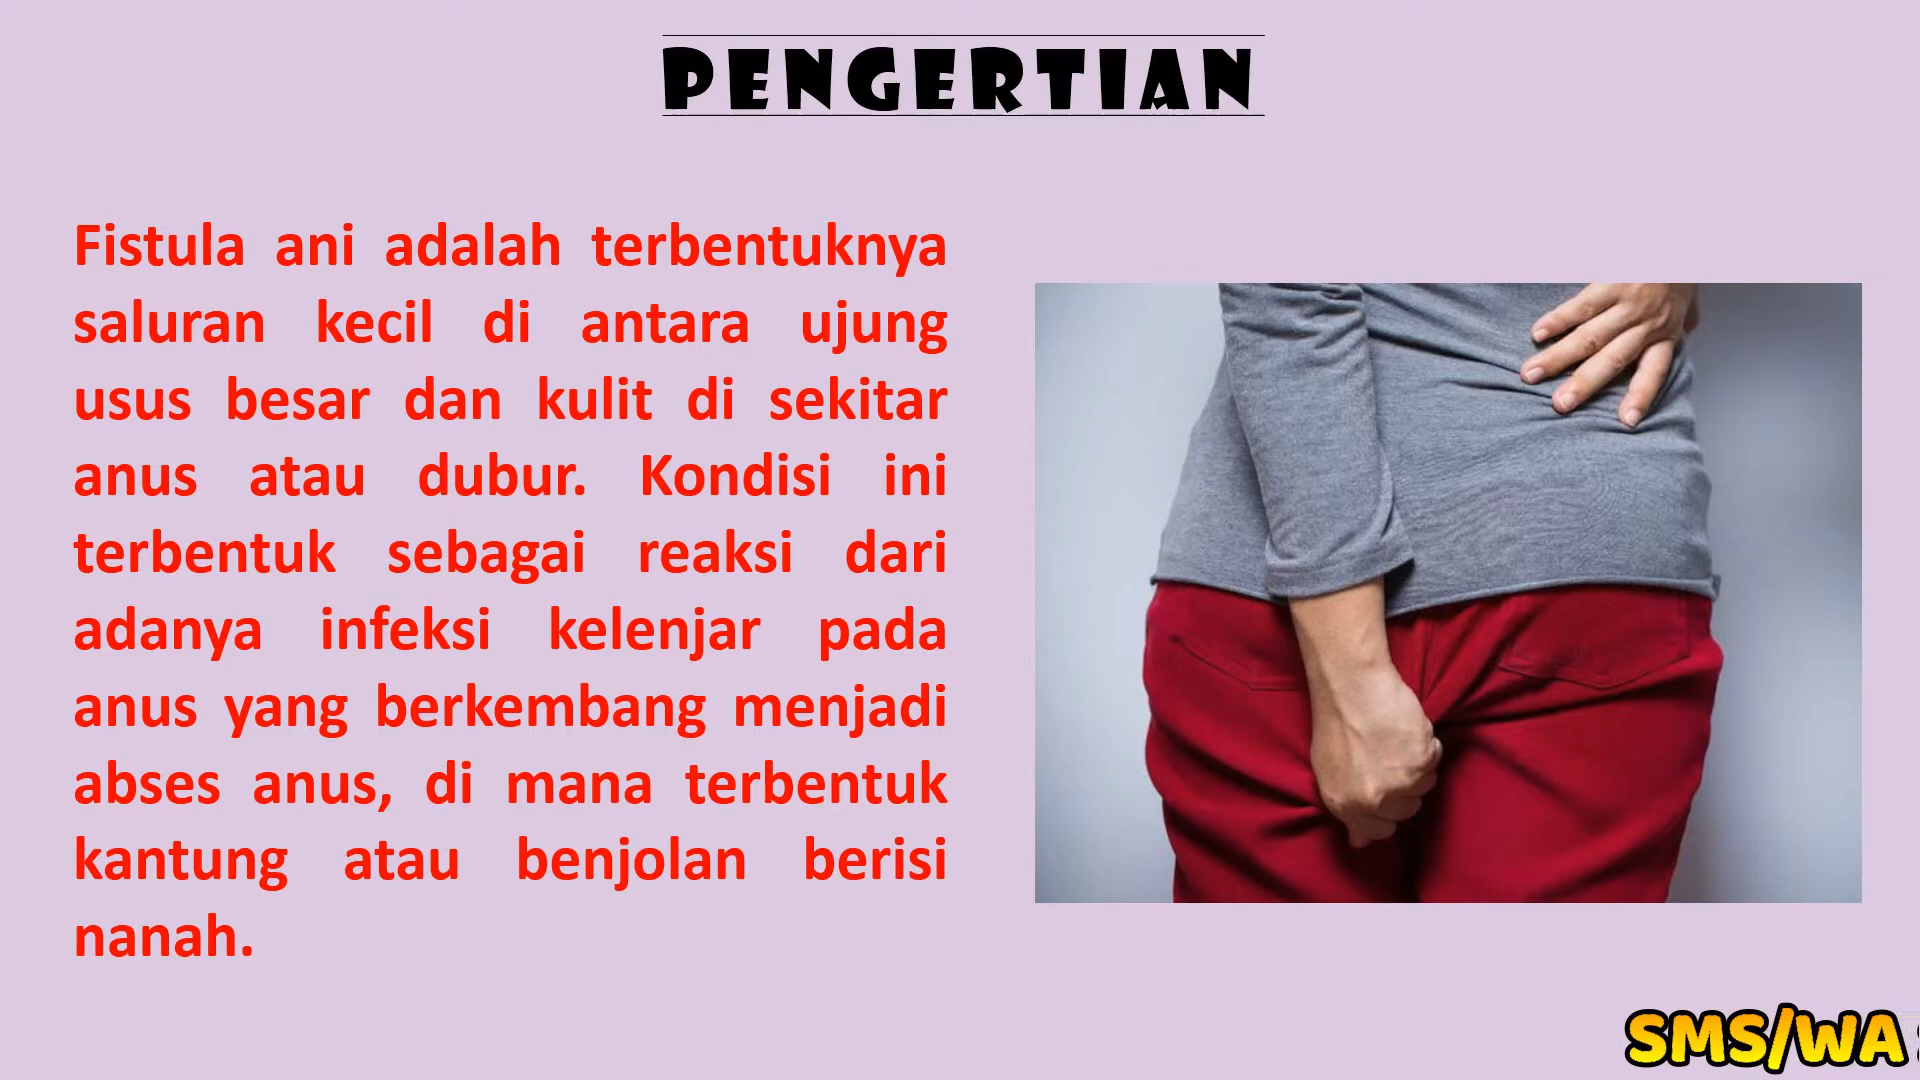 PENGERTIAN
Fistula ani adalah terbentuknya
saluran kecil di antara ujung
usus besar dan kulit di sekitar
anus atau dubur. Kondisi ini
terbentuk sebagai reaksi dari
adanya infeksi kelenjar pada
anus yang berkembang menjadi
abses anus, di mana terbentuk
kantung atau benjolan berisi
nanah.
SMS/WA